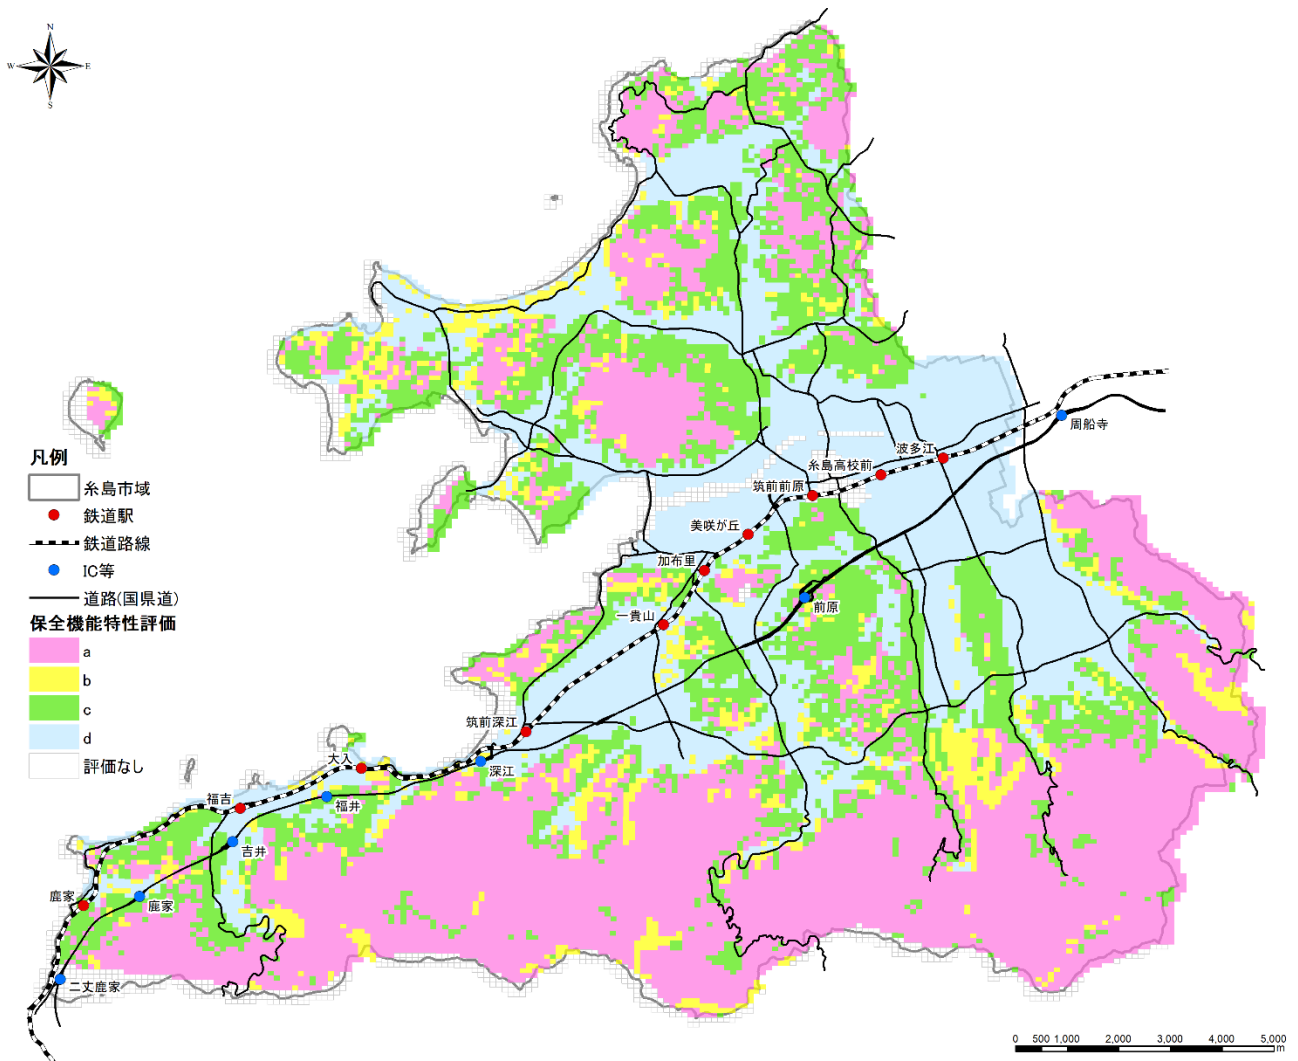 N
W
E
S
周船寺
波多江
糸島高校前
筑前前原
美咲が丘
加布里
前原
一貴山
筑前深江
深江
大入
福井
福吉
吉井
鹿家
鹿家
二丈鹿家
凡例
糸島市域
鉄道駅
鉄道路線
IC等
道路(国県道)
保全機能特性評価
a
b
c
d
評価なし
0 500 1,000 2,000 3,000 4,000 5,000
m